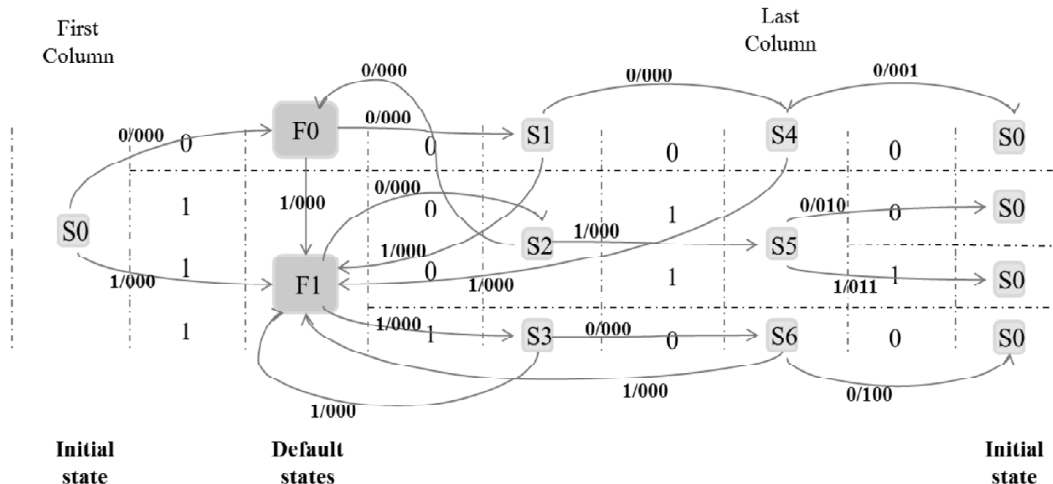 First
Column
Last
Column
0/000
0/000
0/001
0/000
0
F0
0/000
0
S1
0
S4
0
S0
1
1/000
0/000
0
1
0/010
0
S0
S0
S2
1/000
S5
1/000
1
1/000
F1
0
1/000
1
1/011
1
S0
1
1/000
1
S3
0/000
0
S6
0
S0
1/000
1/000
0/100
Initial
state
Default
states
Initial
state